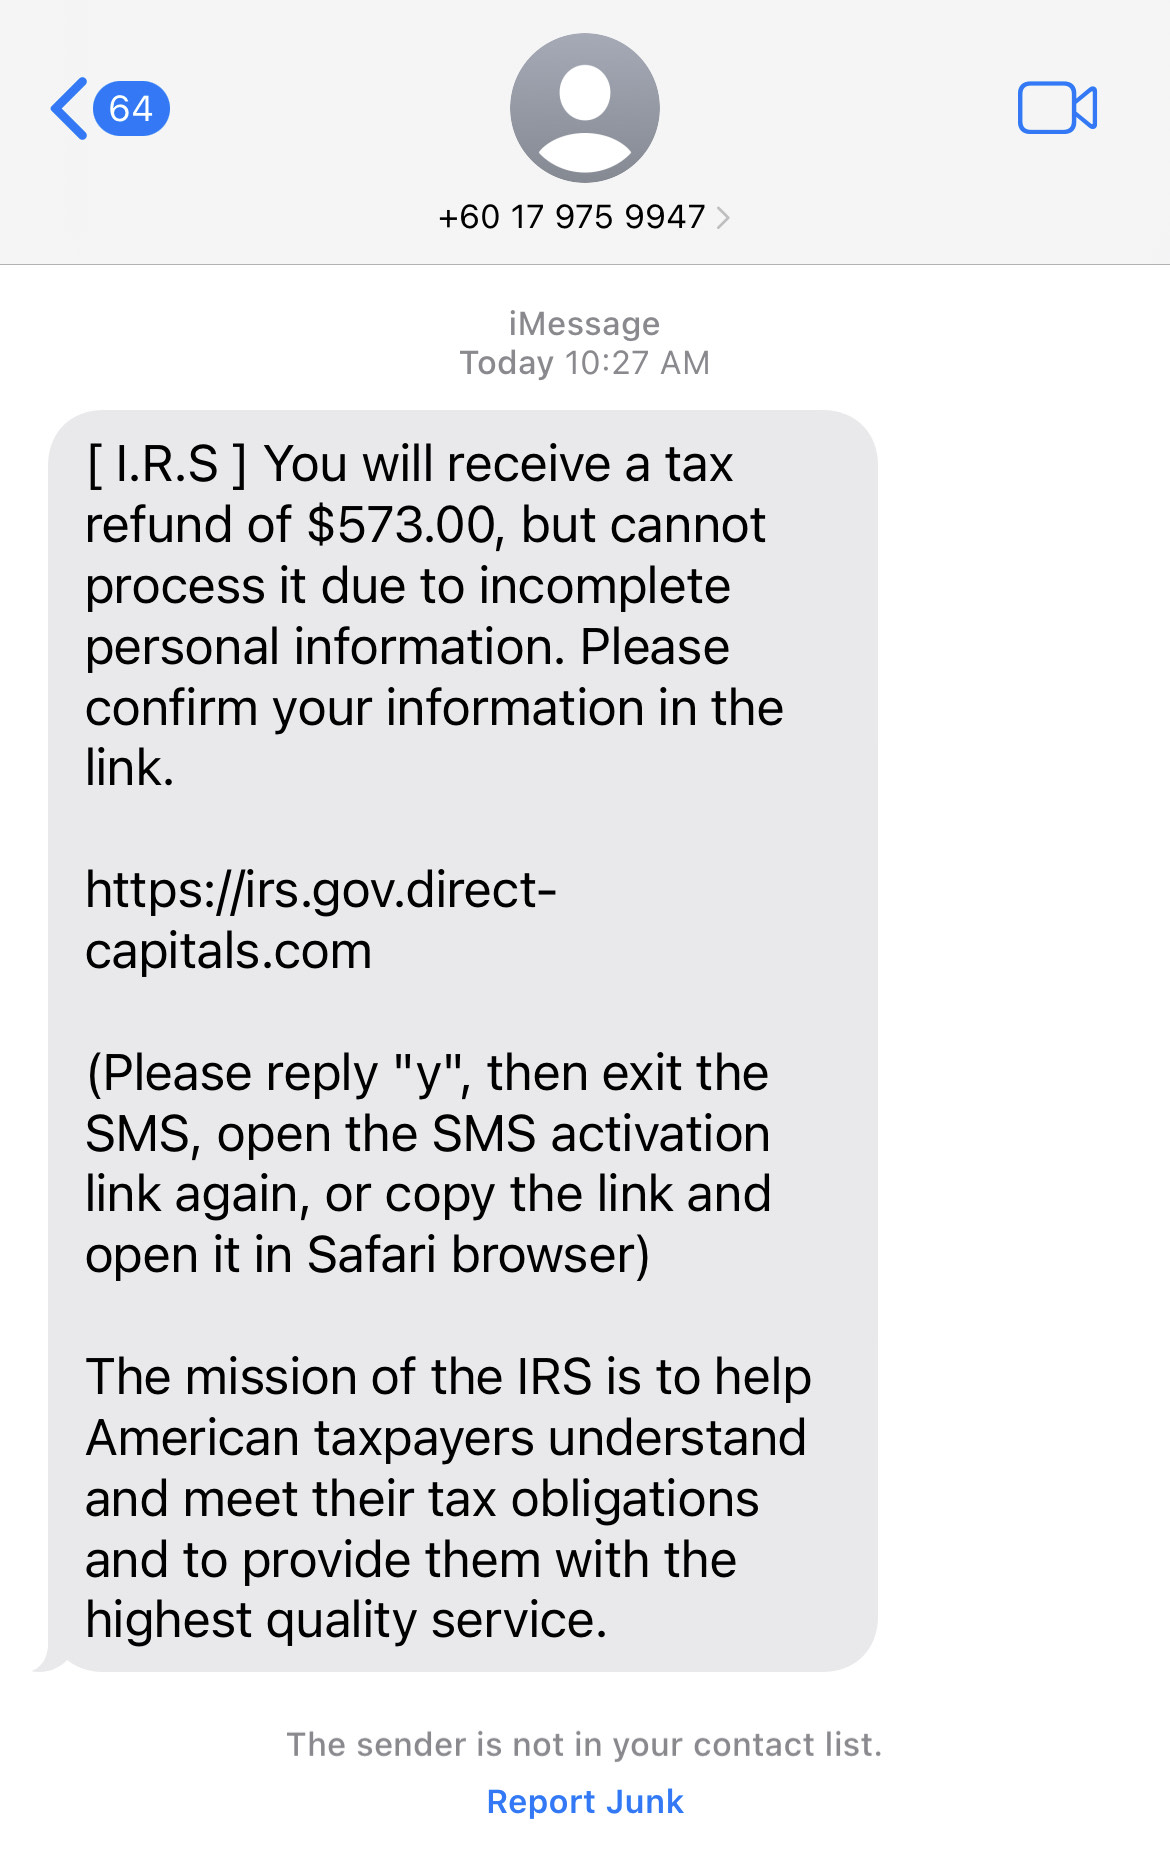 64
+60 17 975 9947
iMessage
Today 10:27 AM
[ I.R.S ] You will receive a tax
refund of $573.00, but cannot
process it due to incomplete
personal information. Please
confirm your information in the
link.
https://irs.gov.direct-
capitals.com
(Please reply "y", then exit the
SMS, open the SMS activation
link again, or copy the link and
open it in Safari browser)
The mission of the IRS is to help
American taxpayers understand
and meet their tax obligations
and to provide them with the
highest quality service.
The sender is not in your contact list.
Report Junk